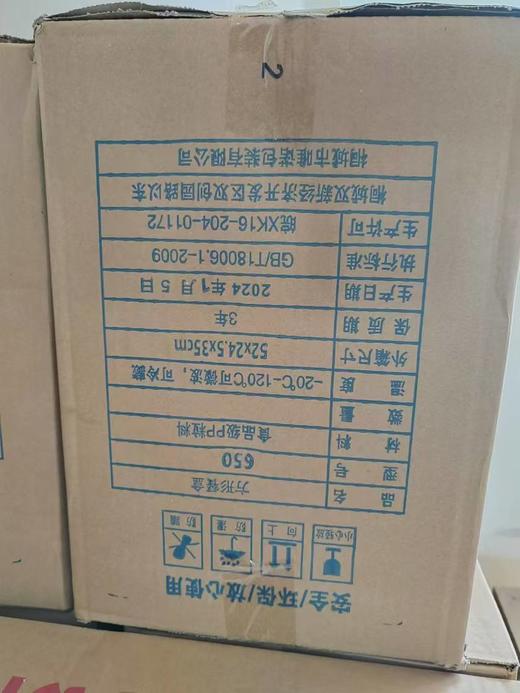 安全/环保/放心使用
小心轻放 向上 防湿 防踏
品名 方形餐盒
型号 650
材料 食品级PP粒料
数量
温度 -20℃-120℃可微波，可冷藏
外箱尺寸 52x24.5x35cm
保质期 3年
生产日期 2024年1月5日
执行标准 GB/T18006.1-2009
生产许可 皖XK16-204-01172
桐城双新经济开发区双创园路以东
桐城市唯诺包装有限公司
2